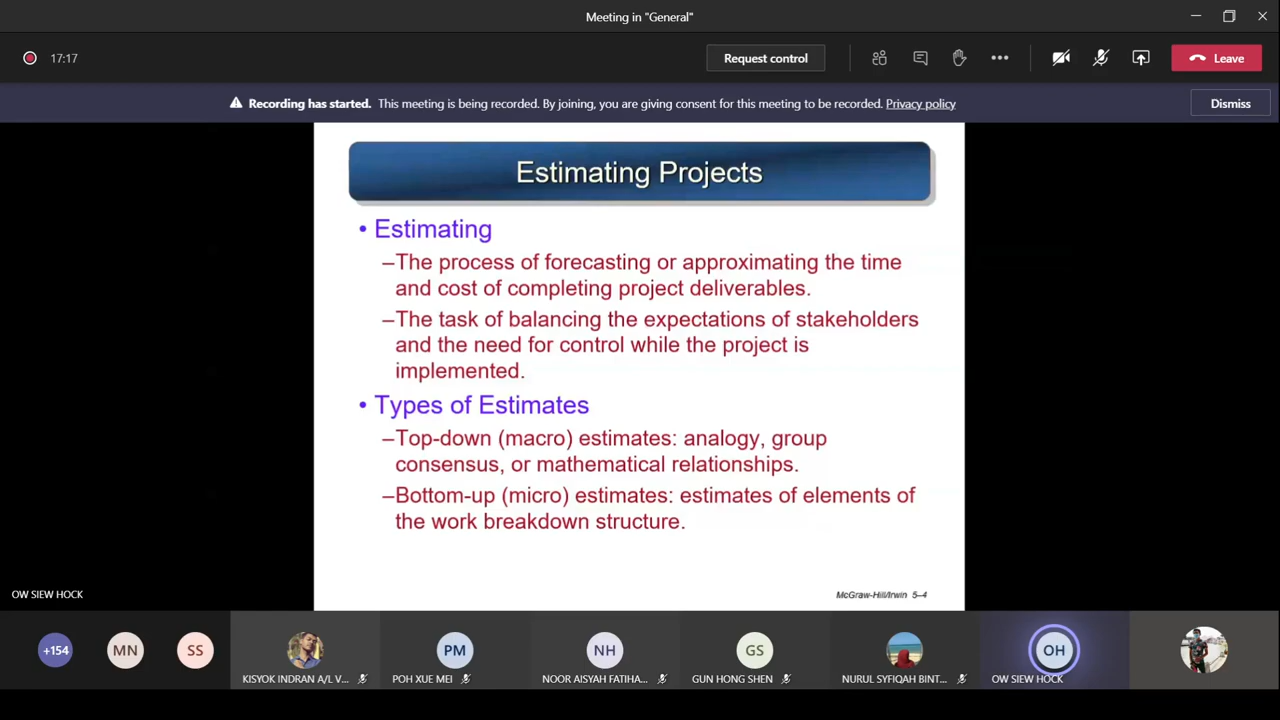 Meeting in "General"
17:17
Request control
Leave
Recording has started. This meeting is being recorded. By joining, you are giving consent for this meeting to be recorded. Privacy policy
Dismiss
Estimating Projects
• Estimating
–The process of forecasting or approximating the time
and cost of completing project deliverables.
–The task of balancing the expectations of stakeholders
and the need for control while the project is
implemented.
• Types of Estimates
–Top-down (macro) estimates: analogy, group
consensus, or mathematical relationships.
–Bottom-up (micro) estimates: estimates of elements of
the work breakdown structure.
McGraw-Hill/Irwin 5–4
OW SIEW HOCK
+154
MN
SS
PM
NH
GS
OH
KISYOK INDRAN A/L V...
POH XUE MEI
NOOR AISYAH FATIHA...
GUN HONG SHEN
NURUL SYFIQAH BINT...
OW SIEW HOCK